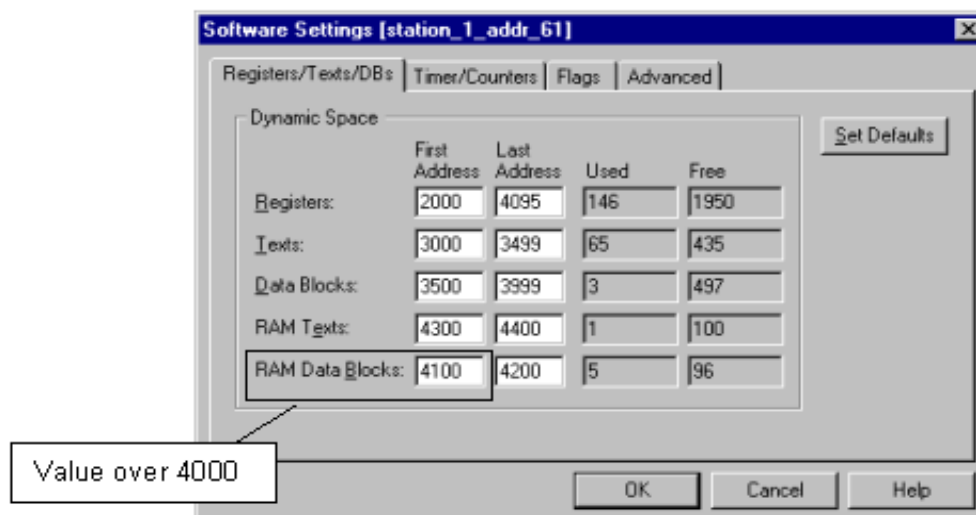 Software Settings [station_1_addr_61]
Registers/Texts/DBs Timer/Counters Flags Advanced
Dynamic Space
Set Defaults
First Address Last Address Used Free
Registers: 2000 4095 146 1950
Texts: 3000 3499 65 435
Data Blocks: 3500 3999 3 497
RAM Texts: 4300 4400 1 100
RAM Data Blocks: 4100 4200 5 96
Value over 4000
OK Cancel Help